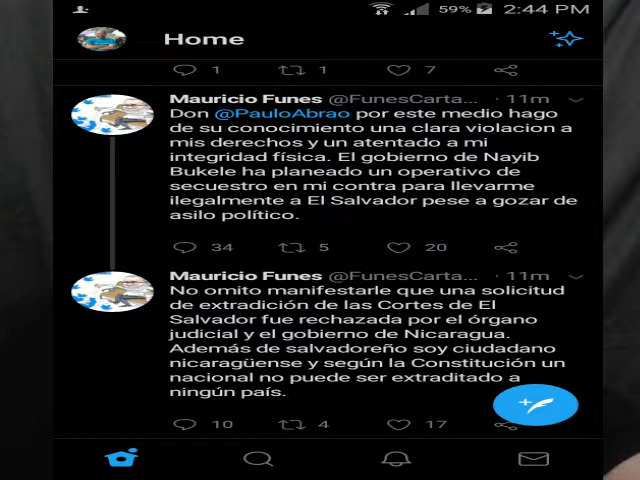 59% 2:44 PM
Home
1 1 7
Mauricio Funes @FunesCarta... · 11m
Don @PauloAbrao por este medio hago
de su conocimiento una clara violacion a
mis derechos y un atentado a mi
integridad física. El gobierno de Nayib
Bukele ha planeado un operativo de
secuestro en mi contra para llevarme
ilegalmente a El Salvador pese a gozar de
asilo político.
34 5 20
Mauricio Funes @FunesCarta... · 11m
No omito manifestarle que una solicitud
de extradición de las Cortes de El
Salvador fue rechazada por el órgano
judicial y el gobierno de Nicaragua.
Además de salvadoreño soy ciudadano
nicaragüense y según la Constitución un
nacional no puede ser extraditado a
ningún país.
10 4 17